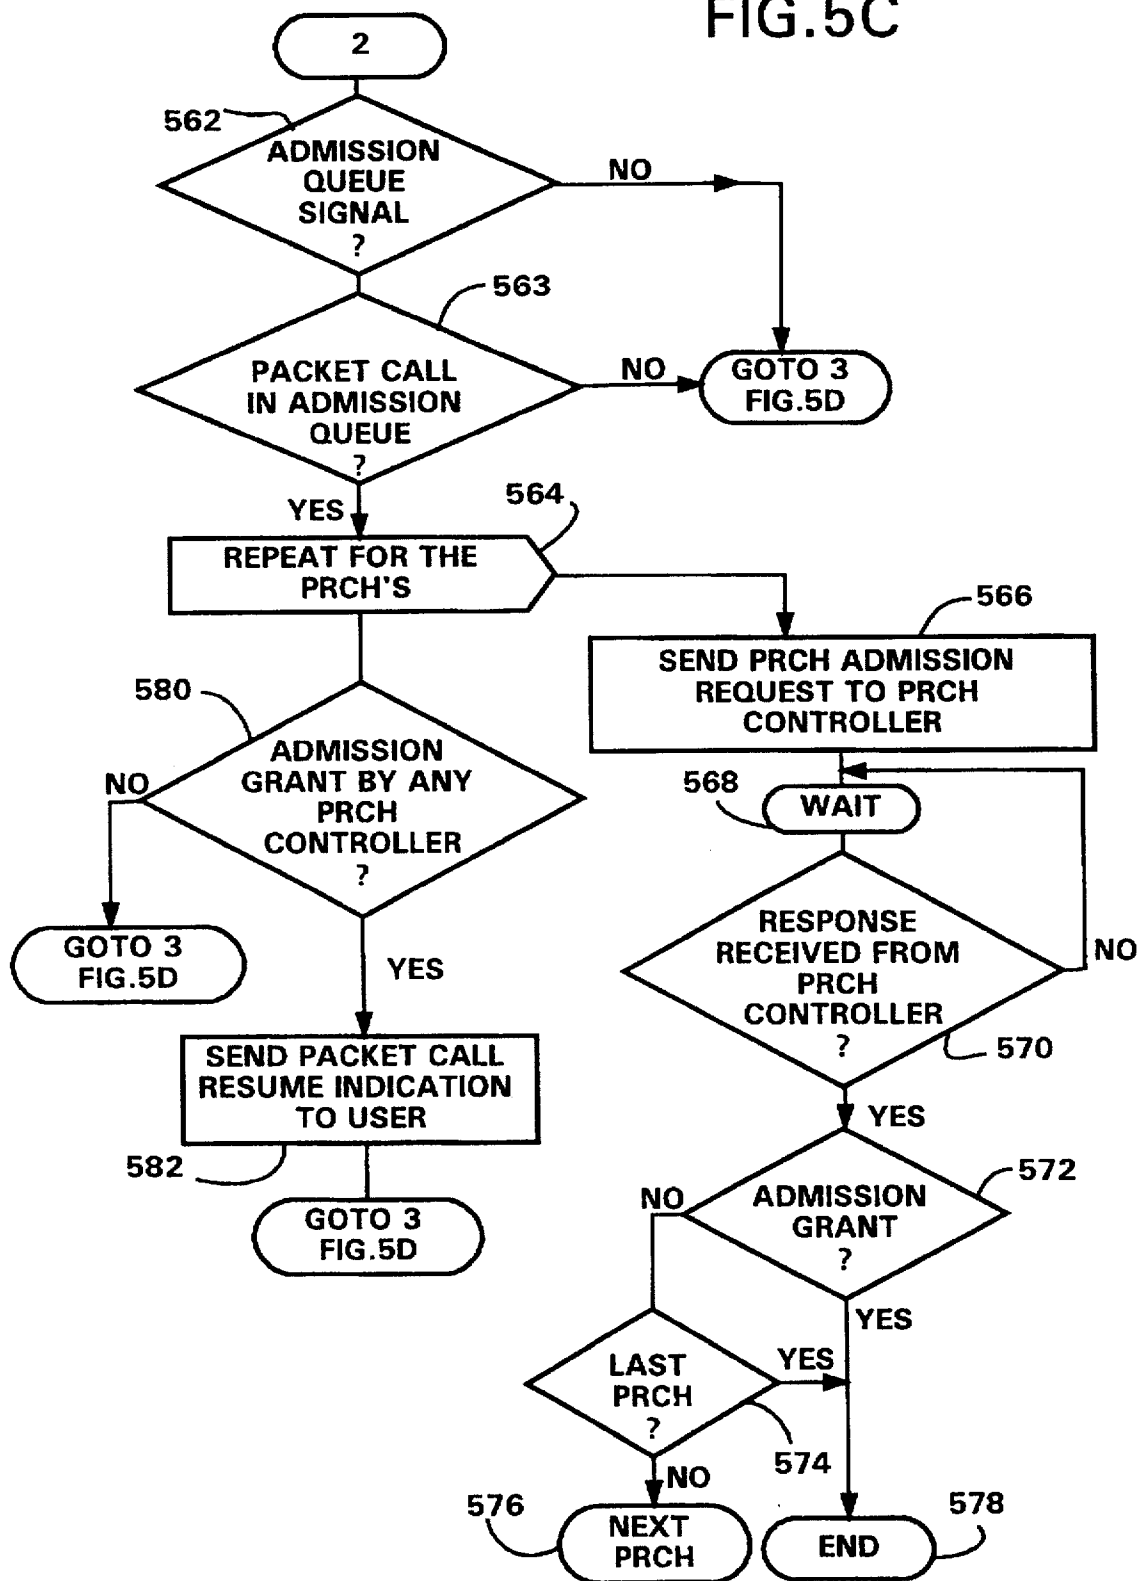 FIG.5C
2
562
ADMISSION
QUEUE
SIGNAL
?
NO
563
PACKET CALL
IN ADMISSION
QUEUE
?
NO
GOTO 3
FIG.5D
YES
564
REPEAT FOR THE
PRCH'S
566
SEND PRCH ADMISSION
REQUEST TO PRCH
CONTROLLER
580
ADMISSION
GRANT BY ANY
PRCH
CONTROLLER
?
NO
GOTO 3
FIG.5D
YES
SEND PACKET CALL
RESUME INDICATION
TO USER
582
GOTO 3
FIG.5D
568
WAIT
RESPONSE
RECEIVED FROM
PRCH
CONTROLLER
?
NO
570
YES
572
ADMISSION
GRANT
?
NO
YES
LAST
PRCH
?
YES
574
NO
576
NEXT
PRCH
578
END